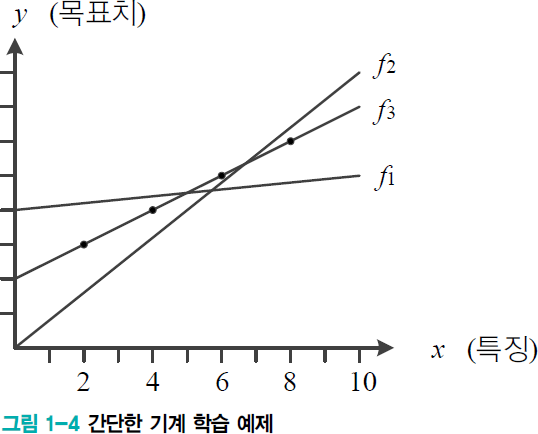 y (목표치)
f2
f3
f1
x (특징)
2 4 6 8 10
그림 1-4 간단한 기계 학습 예제